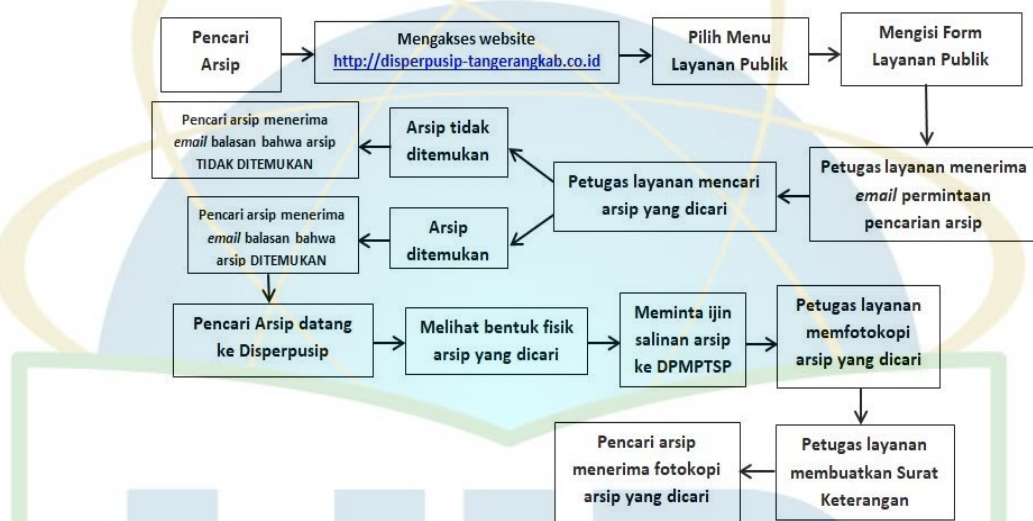 Pencari
Arsip
Mengakses website
http://disperpusip-tangerangkab.co.id
Pilih Menu
Layanan Publik
Mengisi Form
Layanan Publik
Petugas layanan menerima
email permintaan
pencarian arsip
Petugas layanan mencari
arsip yang dicari
Arsip tidak
ditemukan
Pencari arsip menerima
email balasan bahwa arsip
TIDAK DITEMUKAN
Arsip
ditemukan
Pencari arsip menerima
email balasan bahwa
arsip DITEMUKAN
Pencari Arsip datang
ke Disperpusip
Melihat bentuk fisik
arsip yang dicari
Meminta ijin
salinan arsip
ke DPMPTSP
Petugas layanan
memfotokopi
arsip yang dicari
Petugas layanan
membuatkan Surat
Keterangan
Pencari arsip
menerima fotokopi
arsip yang dicari